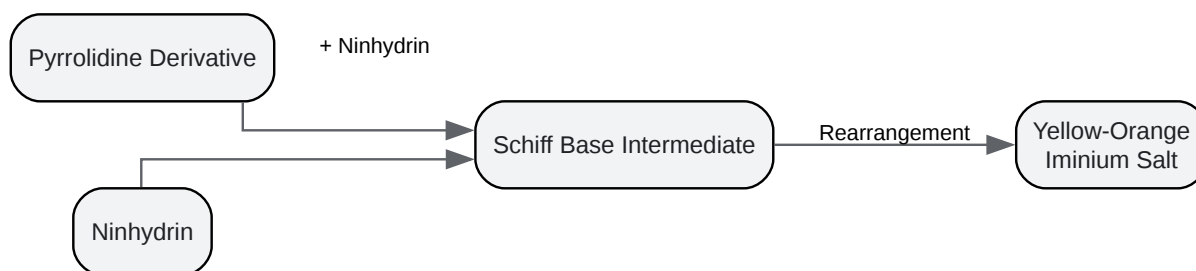 Pyrrolidine Derivative
+ Ninhydrin
Ninhydrin
Schiff Base Intermediate
Rearrangement
Yellow-Orange
Iminium Salt